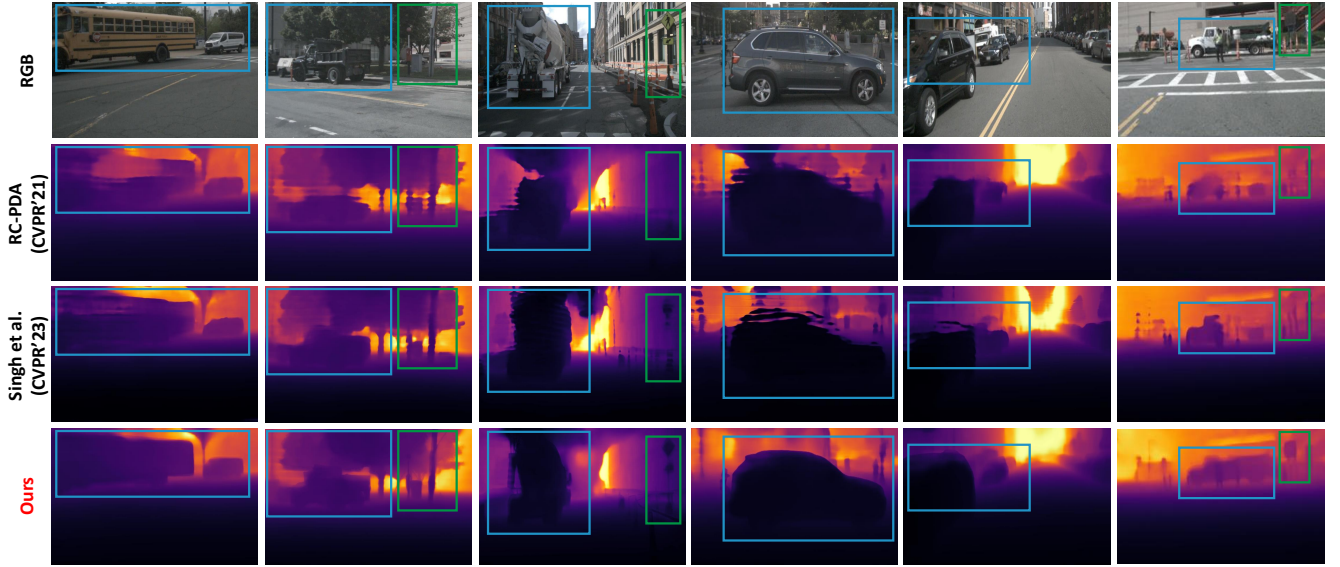 RGB
RC-PDA
(CVPR'21)
Singh et al.
(CVPR'23)
Ours